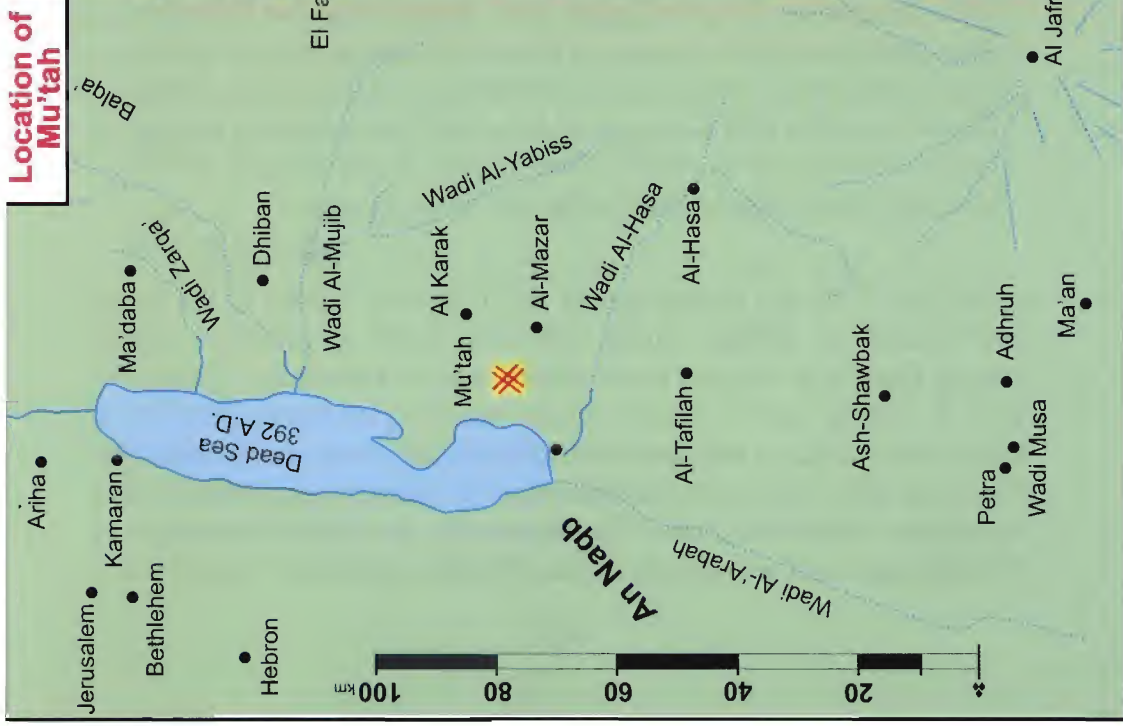 Location of
Mu'tah
Balqa'
El Fa
Al Jafr
Ariha
Jerusalem
Kamaran
Bethlehem
Hebron
Ma'daba
Wadi Zarqa'
Dhiban
Wadi Al-Mujib
Dead Sea
392 A.D.
Wadi Al-Yabiss
Al Karak
Mu'tah
Al-Mazar
Wadi Al-Hasa
Al-Hasa
Al-Tafilah
An Naqb
Wadi Al-'Arabah
Ash-Shawbak
Adhruh
Ma'an
Petra
Wadi Musa
100 km
80
60
40
20